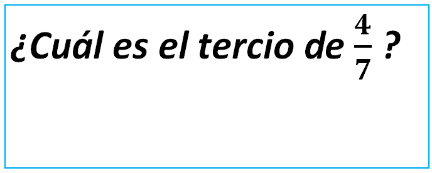 ¿Cuál es el tercio de 4/7 ?